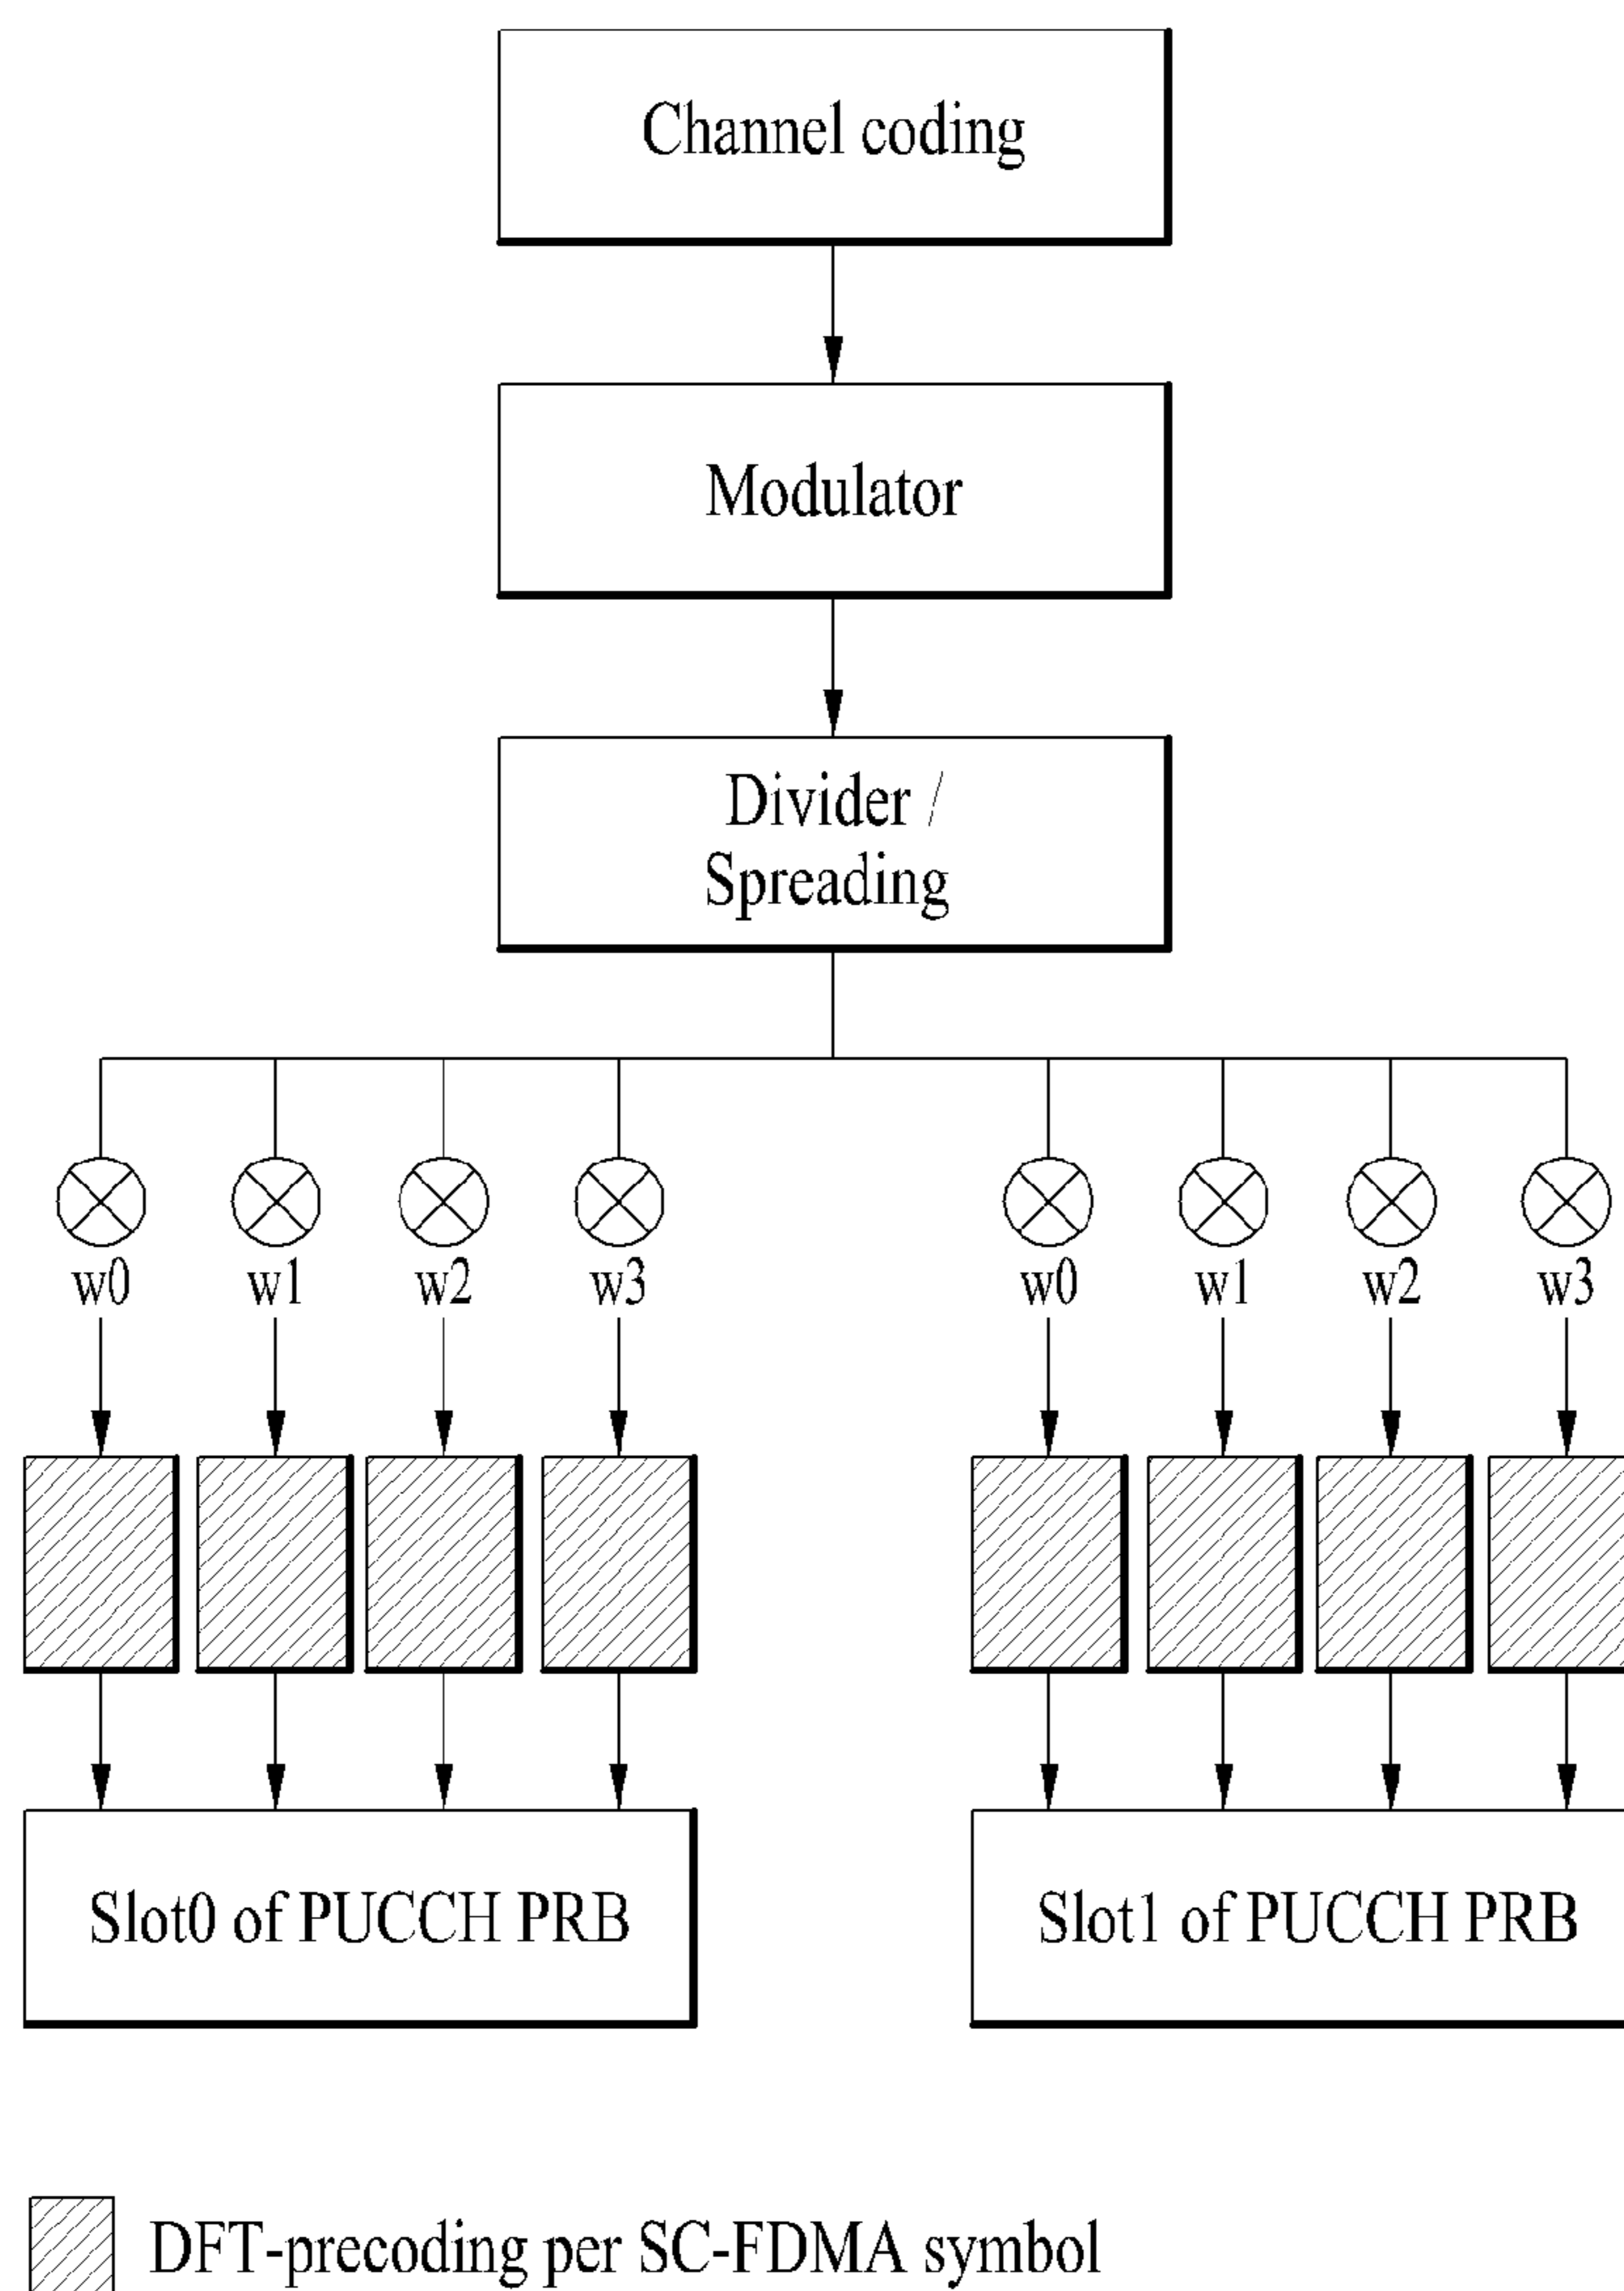 Channel coding
Modulator
Divider /
Spreading
w0 w1 w2 w3 w0 w1 w2 w3
Slot0 of PUCCH PRB Slot1 of PUCCH PRB
DFT-precoding per SC-FDMA symbol